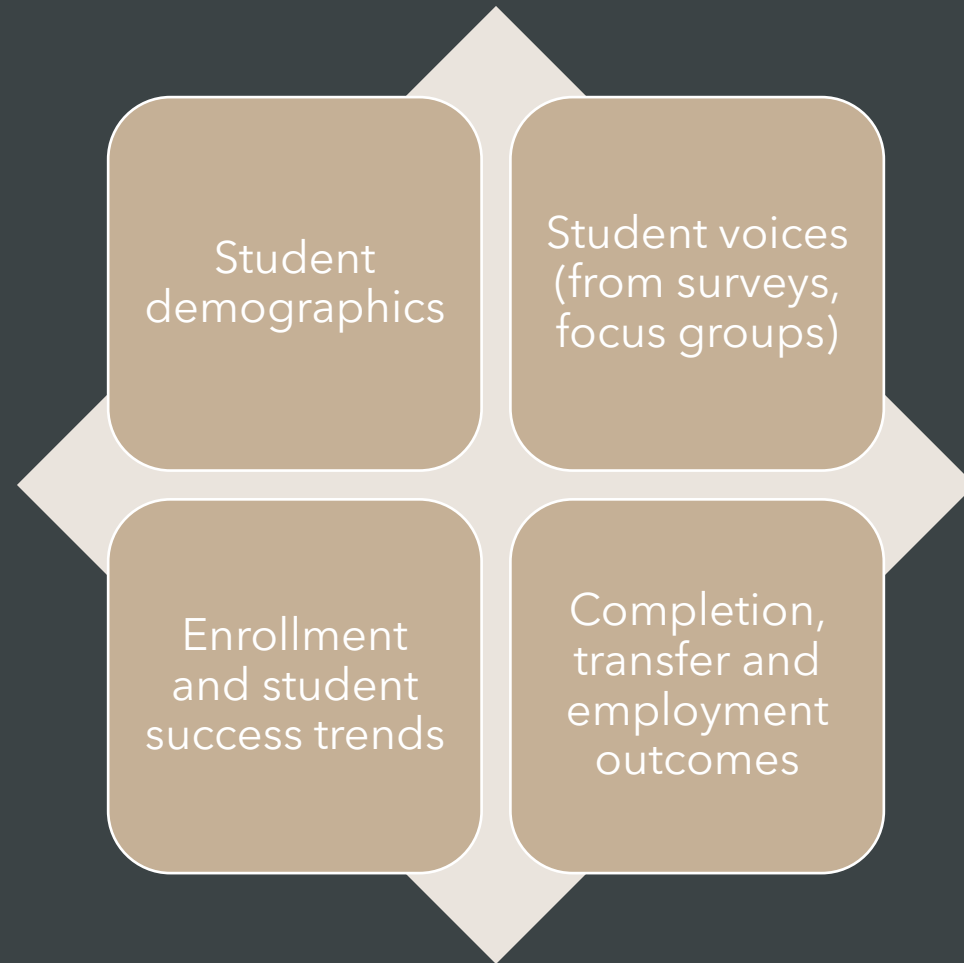 Student
demographics
Student voices
(from surveys,
focus groups)
Enrollment
and student
success trends
Completion,
transfer and
employment
outcomes